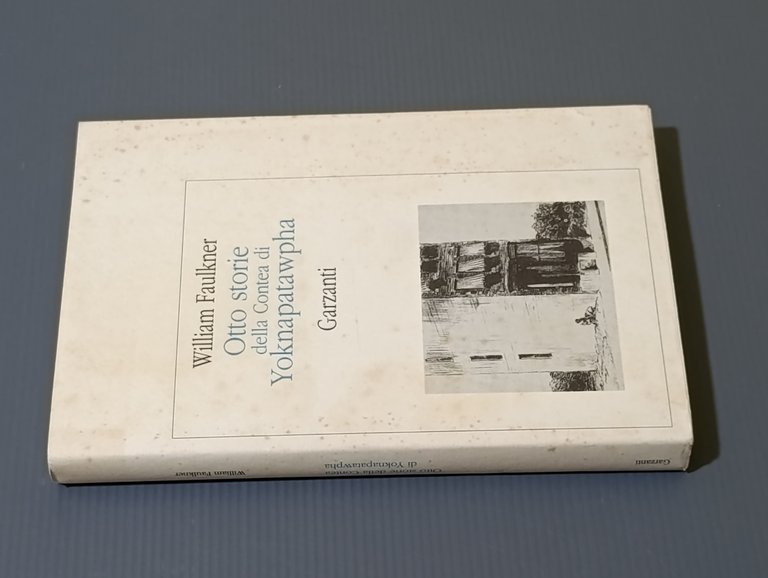 William Faulkner
Otto storie
della Contea di
Yoknapatawpha
Garzanti
William Faulkner
Otto storie della Contea
di Yoknapatawpha
Garzanti